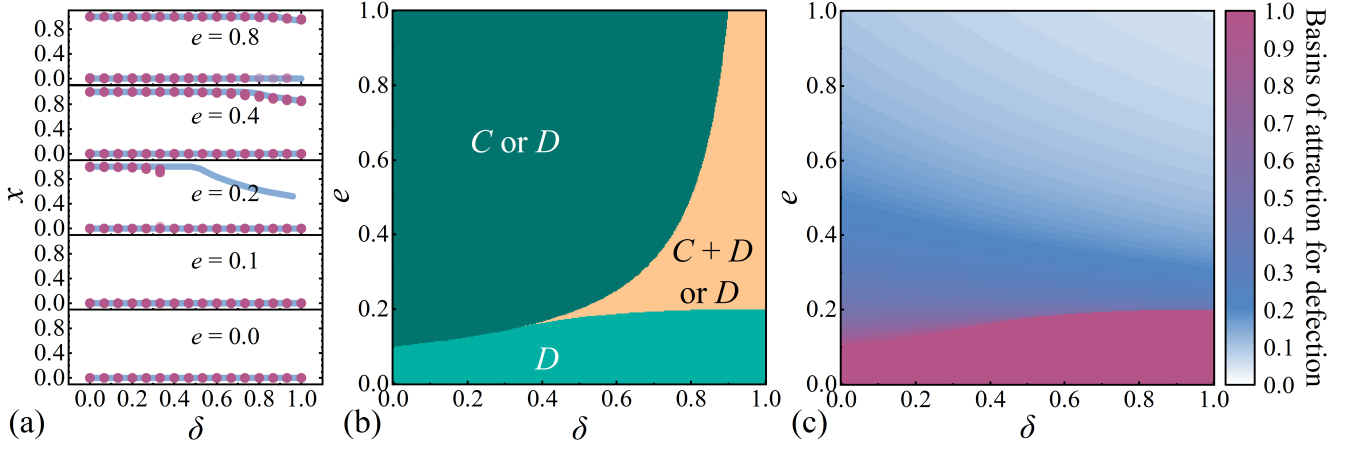 x
0.8
0.4
0.0
e = 0.8
0.8
0.4
0.0
e = 0.4
0.8
0.4
0.0
e = 0.2
0.8
0.4
0.0
e = 0.1
0.8
0.4
0.0
e = 0.0
0.0 0.2 0.4 0.6 0.8 1.0
(a)
δ
e
1.0
0.8
0.6
0.4
0.2
0.0
C or D
C + D
or D
D
0.0 0.2 0.4 0.6 0.8 1.0
(b)
δ
e
1.0
0.8
0.6
0.4
0.2
0.0
0.0 0.2 0.4 0.6 0.8 1.0
(c)
δ
1.0
0.9
0.8
0.7
0.6
0.5
0.4
0.3
0.2
0.1
0.0
Basins of attraction for defection